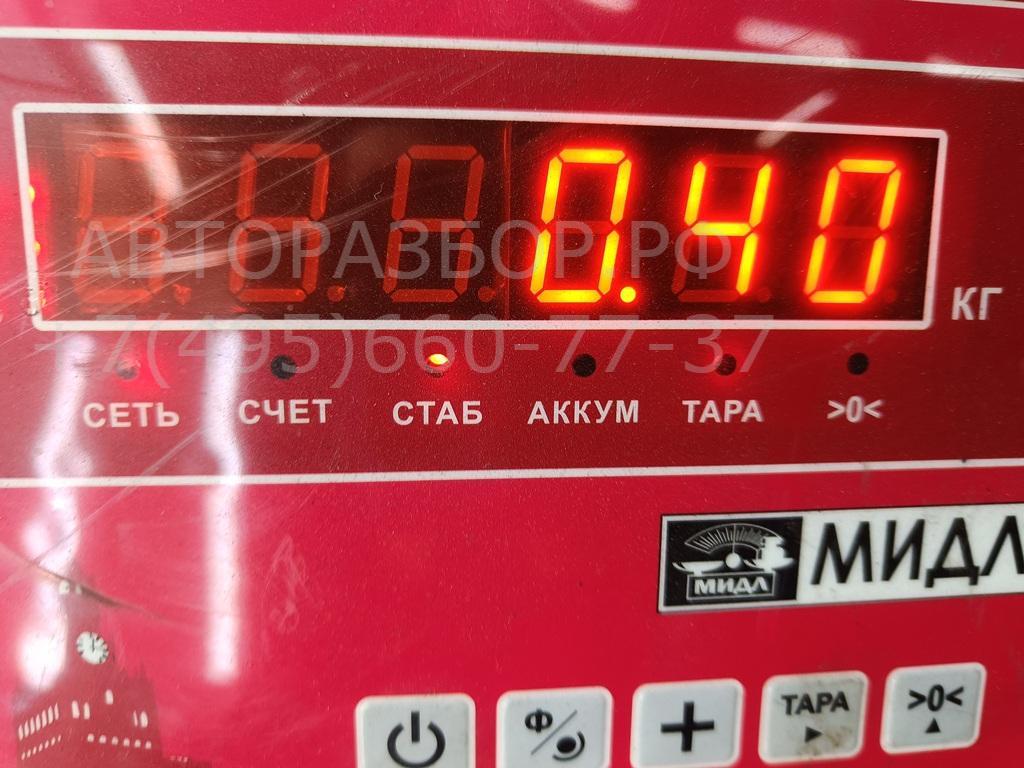 0.40
КГ
АВТОРАЗБОР.РФ
+7(495)660-77-37
СЕТЬ СЧЕТ СТАБ АККУМ ТАРА >0<
МИДЛ МИДЛ
Ф ТАРА >0<